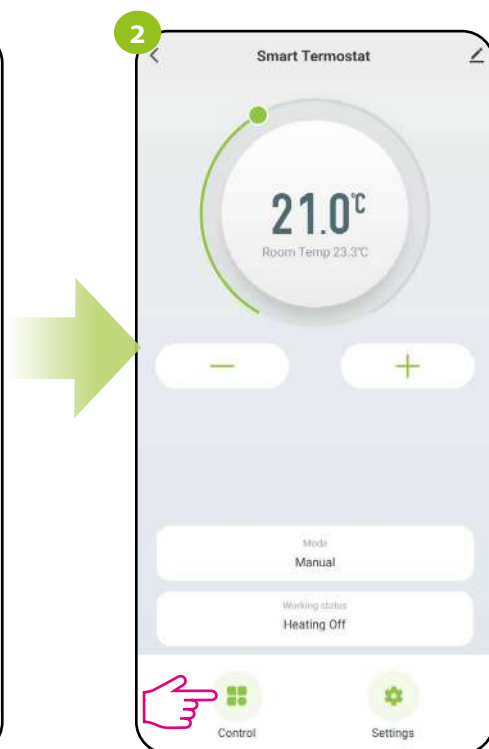 2
Smart Termostat
21.0°C
Room Temp 23.3°C
Mode
Manual
Working status
Heating Off
Control
Settings